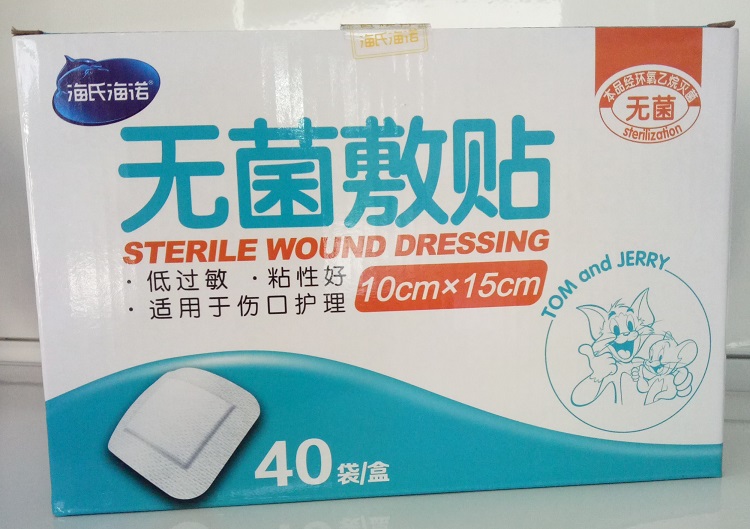 海氏海诺
海氏海诺®
本品经环氧乙烷灭菌
无菌
sterilization
无菌敷贴
STERILE WOUND DRESSING
· 低过敏 · 粘性好
· 适用于伤口护理
10cm×15cm
TOM and JERRY
40袋/盒